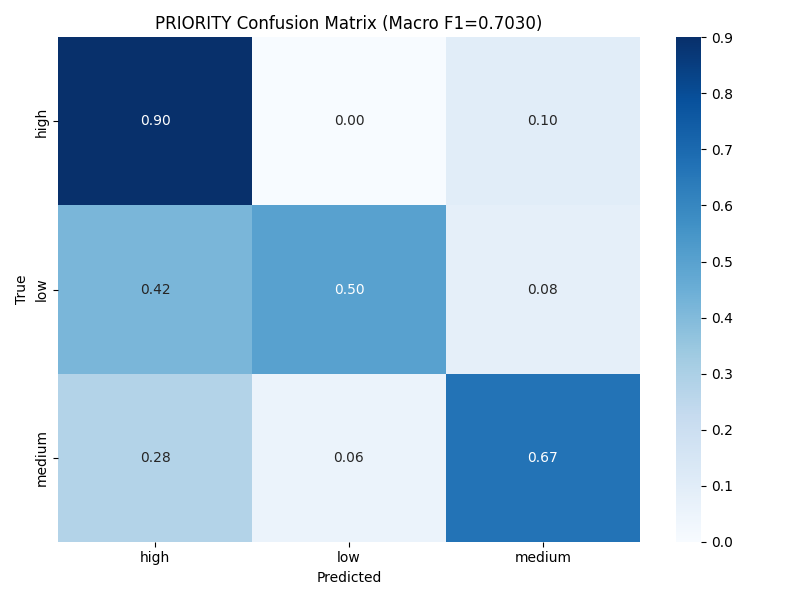 PRIORITY Confusion Matrix (Macro F1=0.7030)
0.9
high 0.90 0.00 0.10
0.8
0.7
0.6
True
low 0.42 0.50 0.08
0.5
0.4
0.3
medium 0.28 0.06 0.67
0.2
0.1
0.0
high low medium
Predicted